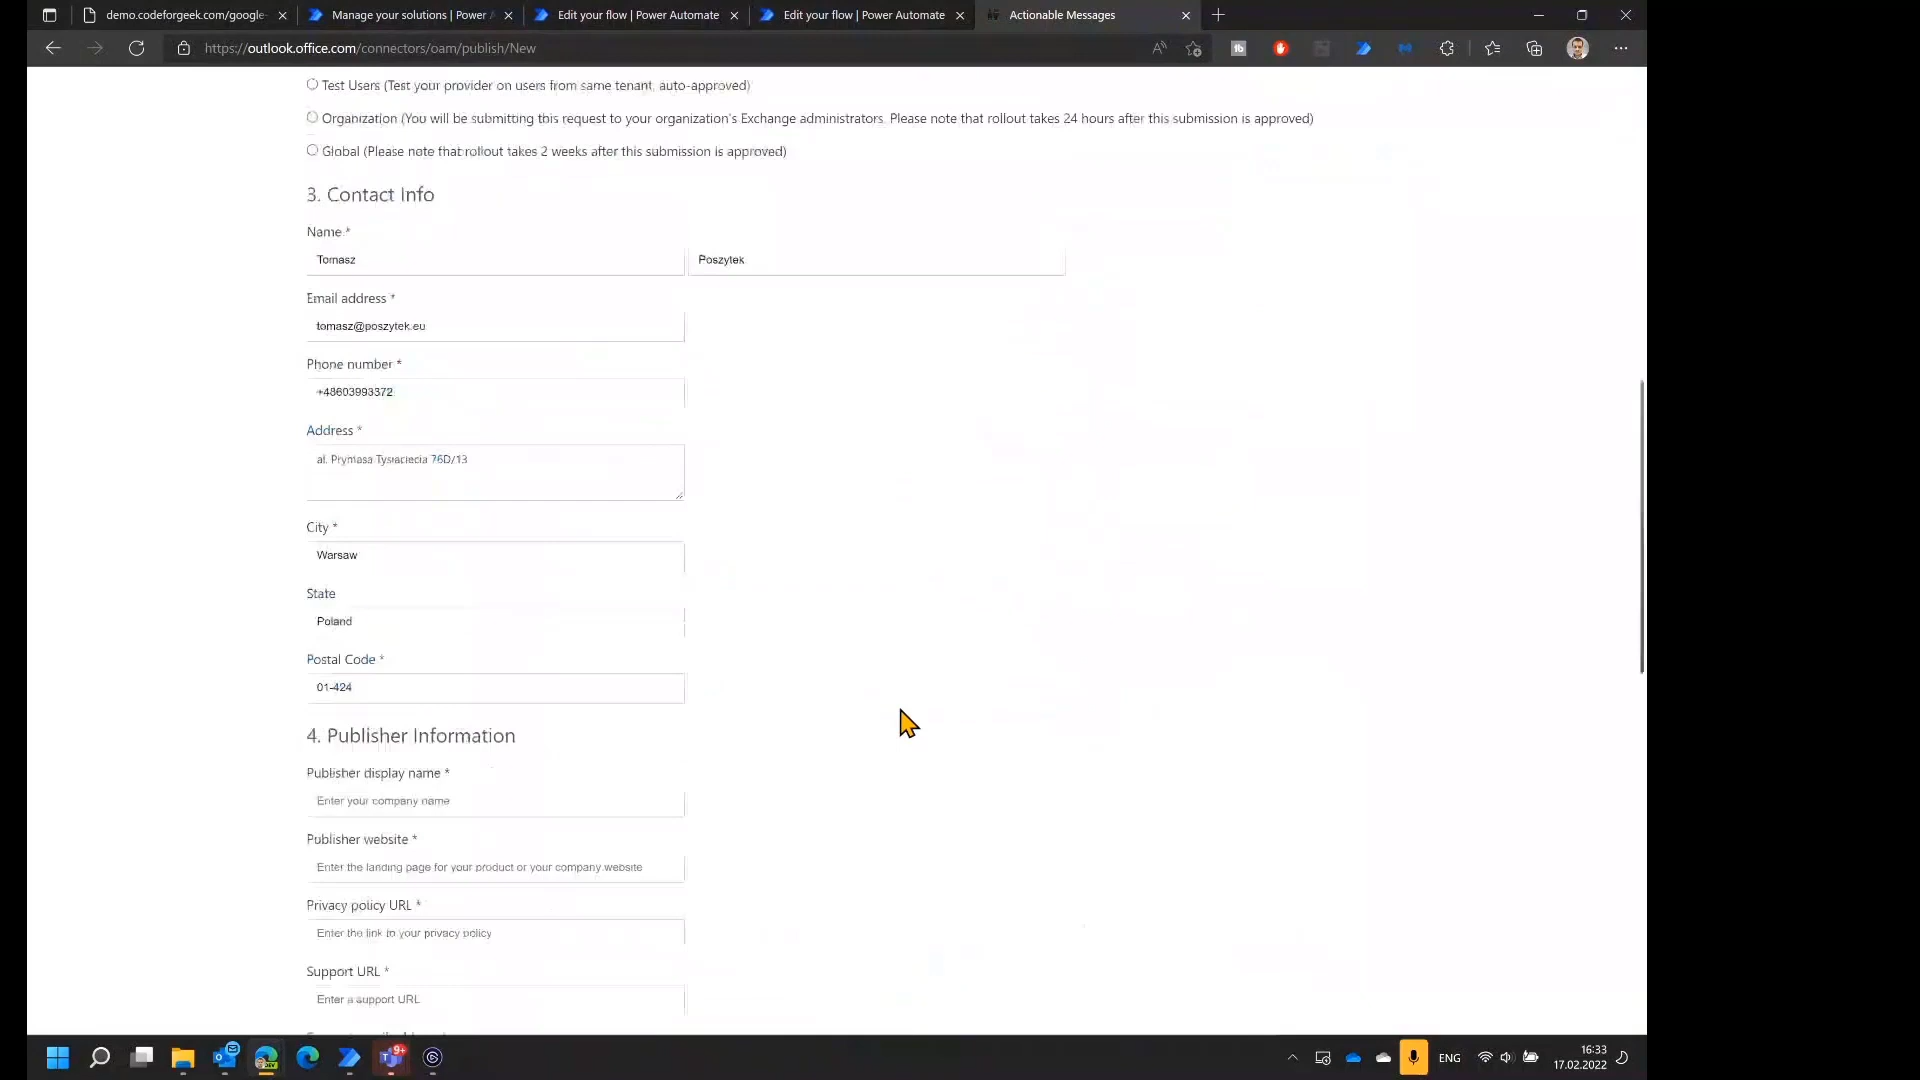 demo.codeforgeek.com/google-
Manage your solutions | Power A
Edit your flow | Power Automate
Edit your flow | Power Automate
Actionable Messages
https://outlook.office.com/connectors/oam/publish/New
Test Users (Test your provider on users from same tenant, auto-approved)
Organization (You will be submitting this request to your organization's Exchange administrators. Please note that rollout takes 24 hours after this submission is approved)
Global (Please note that rollout takes 2 weeks after this submission is approved)
3. Contact Info
Name *
Tomasz
Poszytek
Email address *
tomasz@poszytek.eu
Phone number *
+48603993372
Address *
al. Prymasa Tysiaclecia 76D/13
City *
Warsaw
State
Poland
Postal Code *
01-424
4. Publisher Information
Publisher display name *
Enter your company name
Publisher website *
Enter the landing page for your product or your company website
Privacy policy URL *
Enter the link to your privacy policy
Support URL *
Enter a support URL
9+
DEV
ENG
16:33
17.02.2022